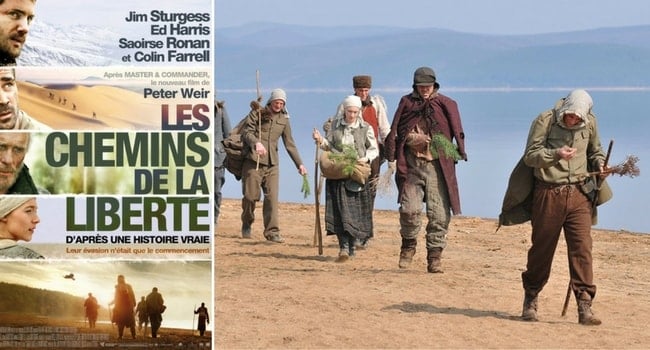 Jim Sturgess
Ed Harris
Saoirse Ronan
et Colin Farrell
Après MASTER & COMMANDER,
le nouveau film de
Peter Weir
LES
CHEMINS
DE LA
LIBERTÉ
D'APRÈS UNE HISTOIRE VRAIE
Leur évasion n'était que le commencement